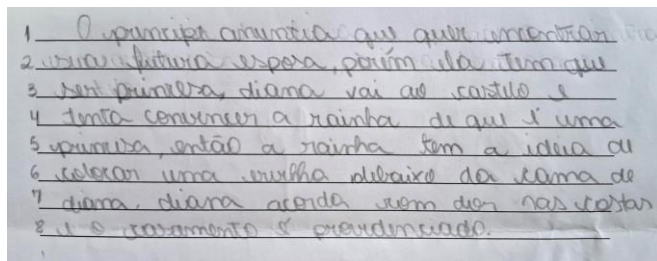 1 O principe anuncia que quer encontrar
2 sua futura esposa, porém ela tem que
3 ser princesa, diana vai ao castelo e
4 tenta convencer a rainha de que é uma
5 princesa, então a rainha tem a ideia de
6 colocar uma ervilha debaixo da cama de
7 diana. diana acorda com dor nas costas
8 e o casamento é providenciado.